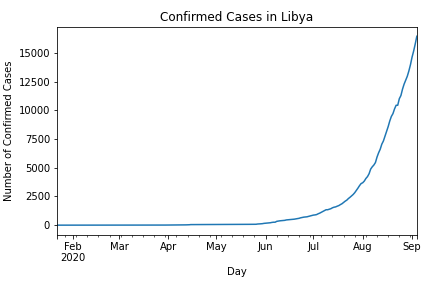 Confirmed Cases in Libya
Number of Confirmed Cases
15000
12500
10000
7500
5000
2500
0
Feb Mar Apr May Jun Jul Aug Sep
2020
Day